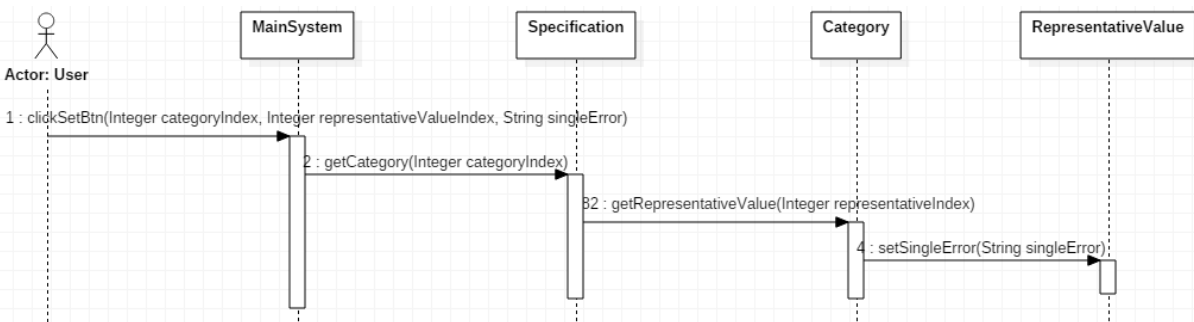 MainSystem
Specification
Category
RepresentativeValue
Actor: User
1 : clickSetBtn(Integer categoryIndex, Integer representativeValueIndex, String singleError)
2 : getCategory(Integer categoryIndex)
32 : getRepresentativeValue(Integer representativeIndex)
4 : setSingleError(String singleError)